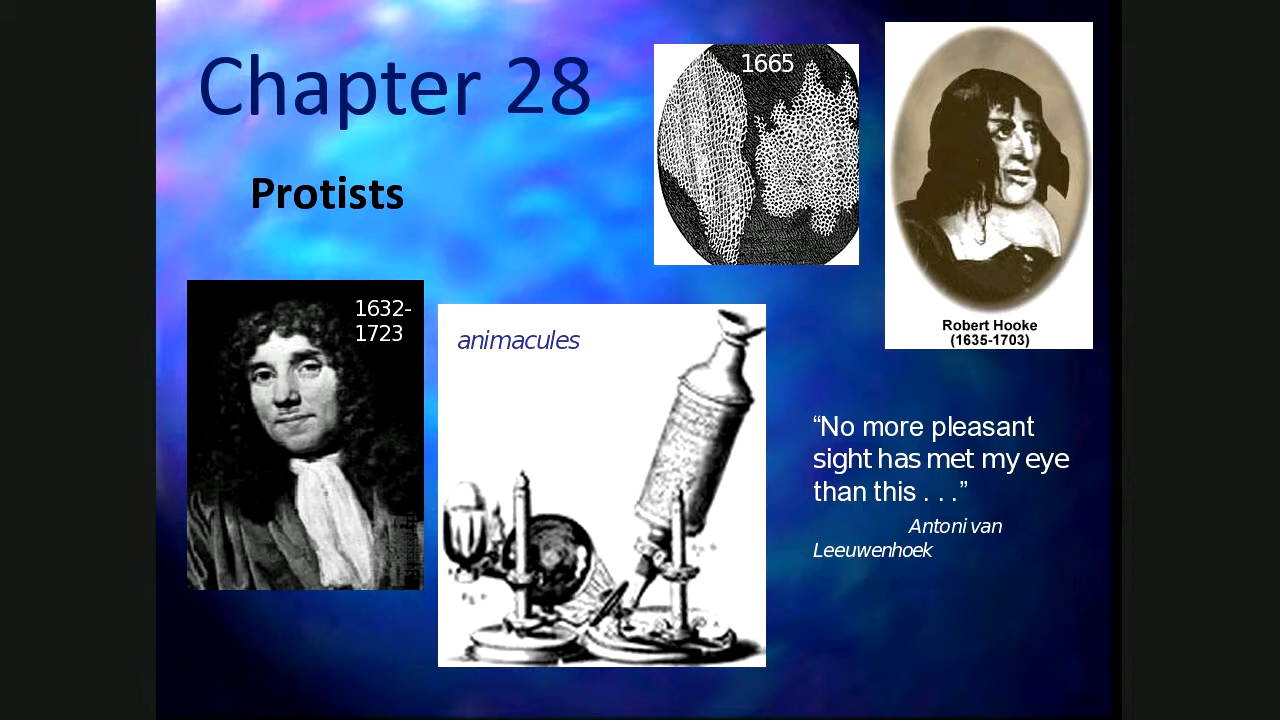 Chapter 28
Protists
1665
Robert Hooke
(1635-1703)
1632-
1723
animacules
“No more pleasant
sight has met my eye
than this . . .”
Antoni van
Leeuwenhoek